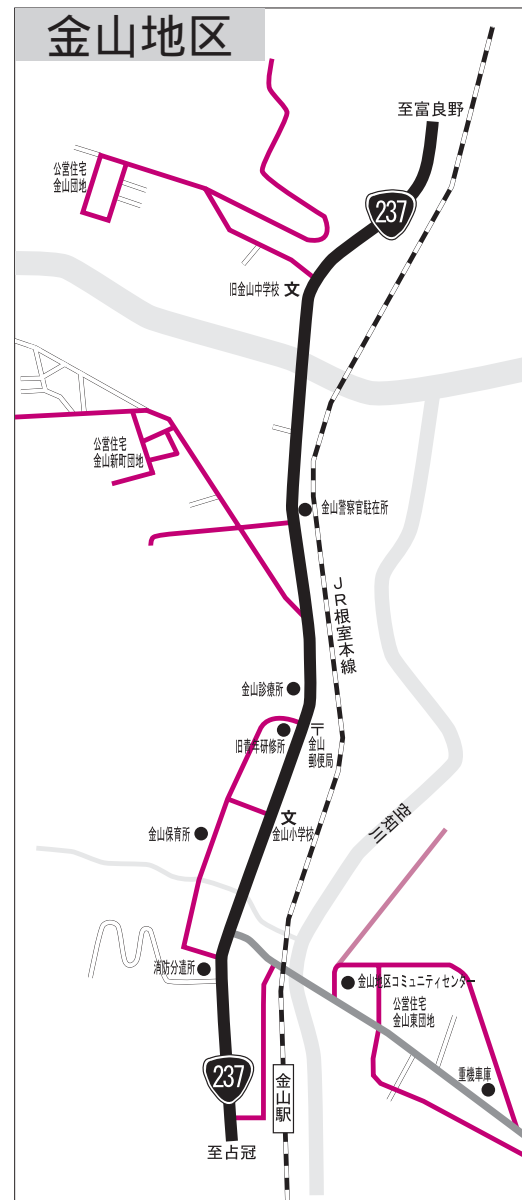 金山地区
至富良野
公営住宅
金山団地
237
旧金山中学校
文
公営住宅
金山新町団地
金山警察官駐在所
JR根室本線
金山診療所
旧青年研修所
〒
金山
郵便局
文
金山小学校
空知川
金山保育所
消防分遣所
金山地区コミュニティセンター
公営住宅
金山東団地
237
金山駅
重機車庫
至占冠